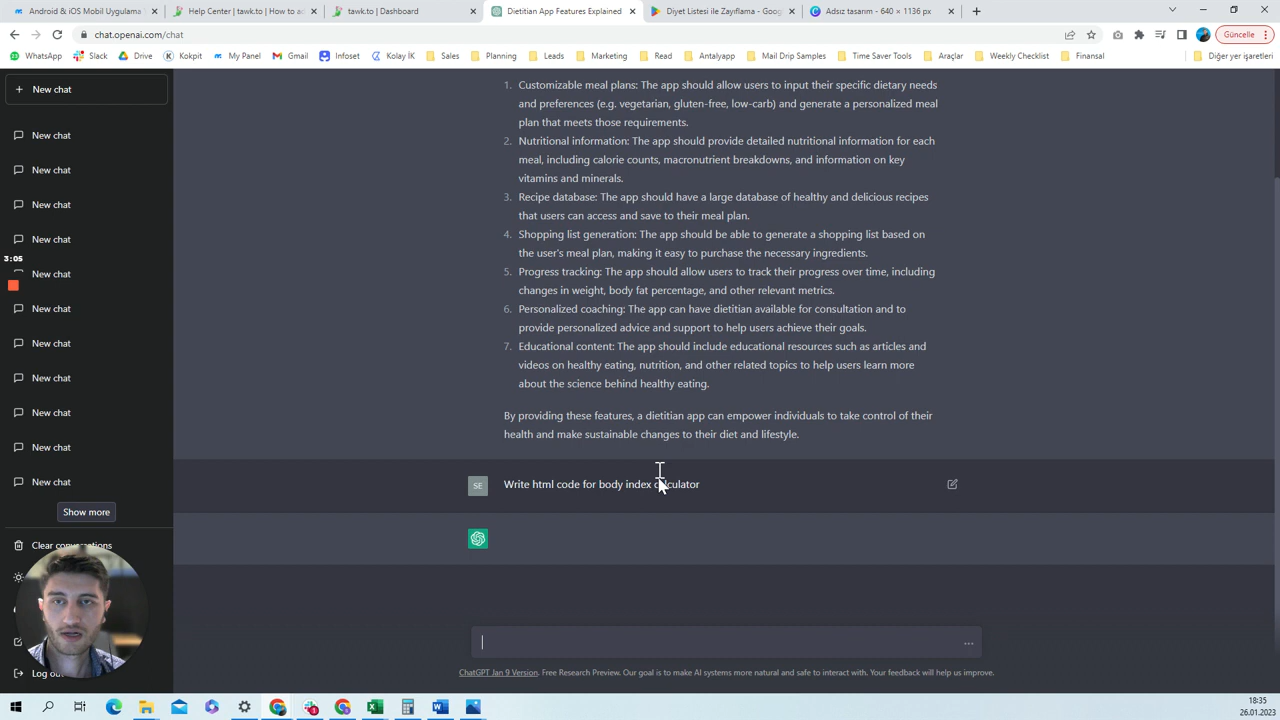 Android & iOS Mobil Uygulama
Help Center | tawk.to | How to ad
tawk.to | Dashboard
Dietitian App Features Explained
Diyet Listesi ile Zayıflama - Goog
Adsız tasarım - 640 × 1136 px
chat.openai.com/chat
Güncelle
WhatsApp
Slack
Drive
Kokpit
My Panel
Gmail
Infoset
Kolay İK
Sales
Planning
Leads
Marketing
Read
Antalyapp
Mail Drip Samples
Time Saver Tools
Araçlar
Weekly Checklist
Finansal
Diğer yer işaretleri
New chat
New chat
New chat
New chat
New chat
3:05
New chat
New chat
New chat
New chat
New chat
New chat
New chat
Show more
Clear conversations
Log out
1. Customizable meal plans: The app should allow users to input their specific dietary needs
and preferences (e.g. vegetarian, gluten-free, low-carb) and generate a personalized meal
plan that meets those requirements.
2. Nutritional information: The app should provide detailed nutritional information for each
meal, including calorie counts, macronutrient breakdowns, and information on key
vitamins and minerals.
3. Recipe database: The app should have a large database of healthy and delicious recipes
that users can access and save to their meal plan.
4. Shopping list generation: The app should be able to generate a shopping list based on
the user's meal plan, making it easy to purchase the necessary ingredients.
5. Progress tracking: The app should allow users to track their progress over time, including
changes in weight, body fat percentage, and other relevant metrics.
6. Personalized coaching: The app can have dietitian available for consultation and to
provide personalized advice and support to help users achieve their goals.
7. Educational content: The app should include educational resources such as articles and
videos on healthy eating, nutrition, and other related topics to help users learn more
about the science behind healthy eating.
By providing these features, a dietitian app can empower individuals to take control of their
health and make sustainable changes to their diet and lifestyle.
SE
Write html code for body index calculator
ChatGPT Jan 9 Version. Free Research Preview. Our goal is to make AI systems more natural and safe to interact with. Your feedback will help us improve.
18:35
26.01.2023